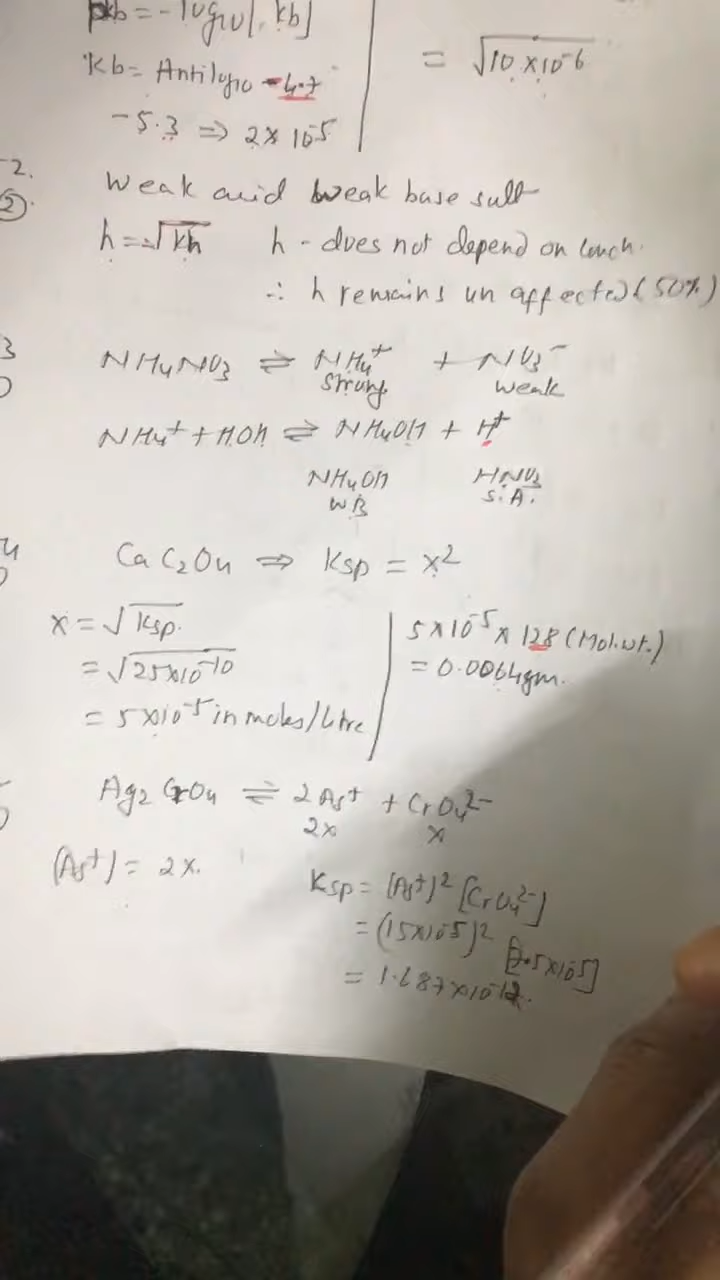 pkb = - log10[kb]
= √10 × 10-6
kb = Antilog10 - 4.7
- 5.3 ⇒ 2 × 10-5
2.
②.
Weak acid weak base salt
h = √Kh h - does not depend on conch.
∴ h remains un affected (50%)
3
NH4NO3 ⇌ NH4+ + NO3-
Strong weak
NH4+ + HOH ⇌ NH4OH + H+
NH4OH HNO3
WB S.A.
4
CaC2O4 ⇒ Ksp = x2
x = √Ksp.
= √25×10-10
= 5×10-5 in moles/litre
5×10-5 × 128 (Mol.wt.)
= 0.0064gm.
Ag2CrO4 ⇌ 2Ag+ + CrO42-
2x x
(Ag+) = 2x.
Ksp = (Ag+)2 [CrO42-]
= (15×10-5)2 [7.5×10-5]
= 1.687×10-12.